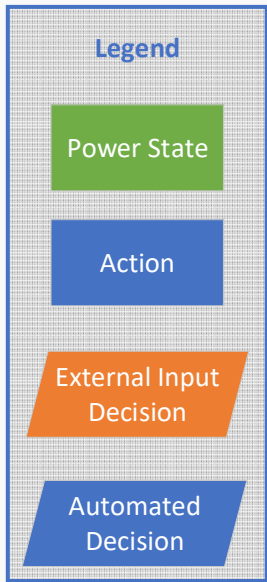 Legend
Power State
Action
External Input
Decision
Automated
Decision